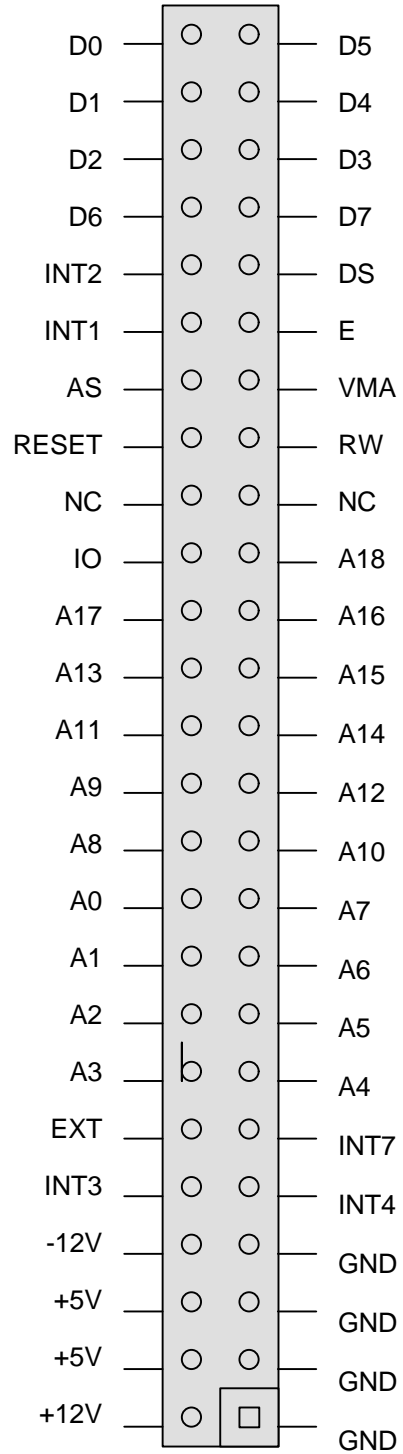 D0 D5
D1 D4
D2 D3
D6 D7
INT2 DS
INT1 E
AS VMA
RESET RW
NC NC
IO A18
A17 A16
A13 A15
A11 A14
A9 A12
A8 A10
A0 A7
A1 A6
A2 A5
A3 A4
EXT INT7
INT3 INT4
-12V GND
+5V GND
+5V GND
+12V GND